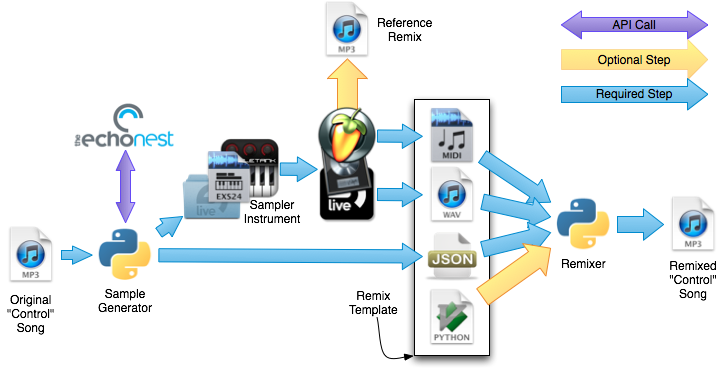 MP3
Reference
Remix
API Call
Optional Step
Required Step
the echonest
LETANK
EXS24
live
live
Sampler
Instrument
MIDI
WAV
JSON
PYTHON
MP3
Original
"Control"
Song
Sample
Generator
Remix
Template
Remixer
MP3
Remixed
"Control"
Song